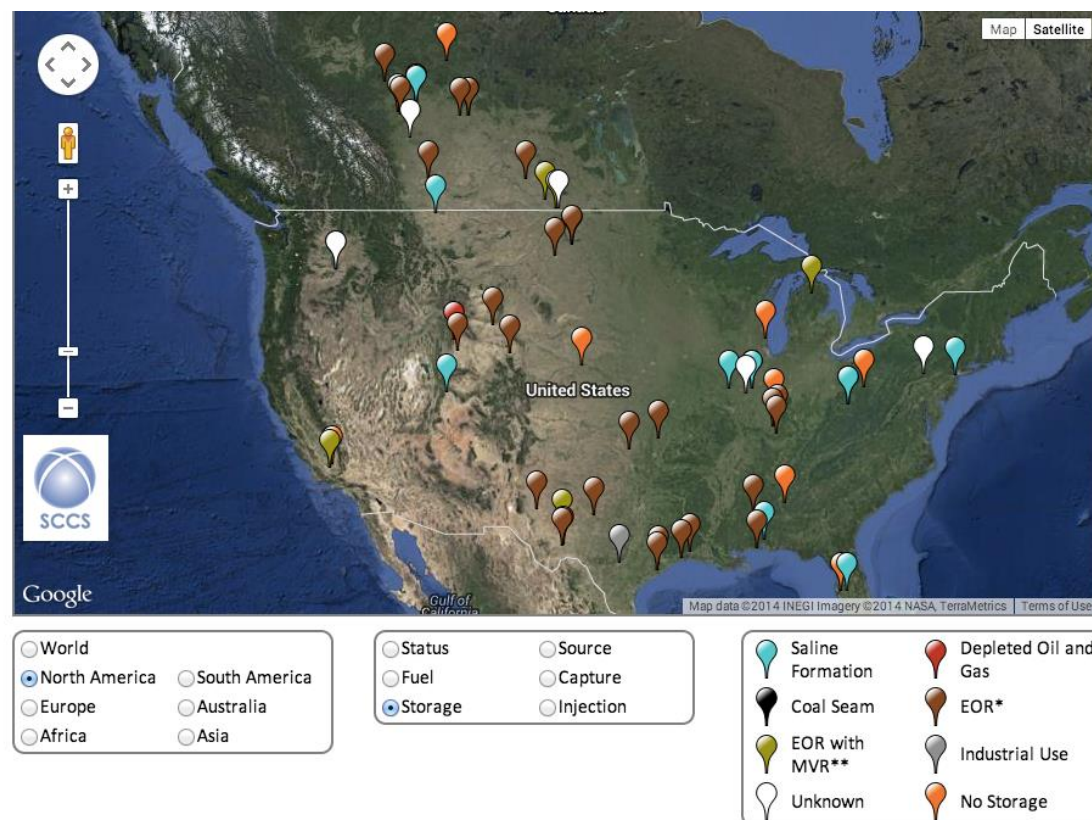 Canada
Map Satellite
United States
SCCS
Google
Gulf of
California
Map data ©2014 INEGI Imagery ©2014 NASA, TerraMetrics Terms of Use
World
North America South America
Europe Australia
Africa Asia
Status Source
Fuel Capture
Storage Injection
Saline
Formation
Depleted Oil and
Gas
Coal Seam EOR*
EOR with
MVR**
Industrial Use
Unknown No Storage